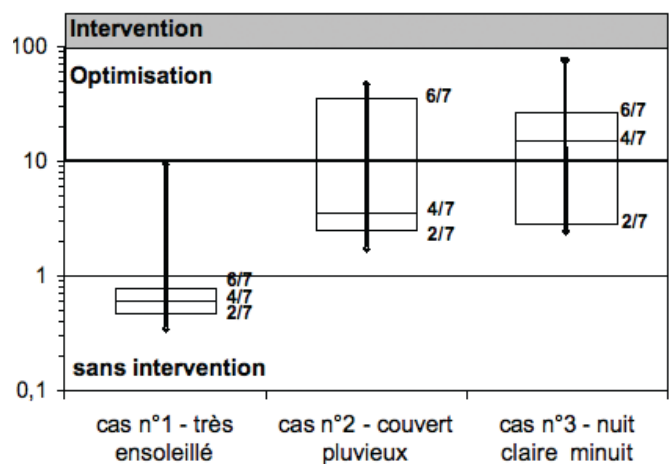 Intervention
100
Optimisation
6/7
6/7
4/7
10
4/7
2/7
2/7
1
6/7
4/7
2/7
sans intervention
0,1
cas n°1 - très
ensoleillé
cas n°2 - couvert
pluvieux
cas n°3 - nuit
claire minuit